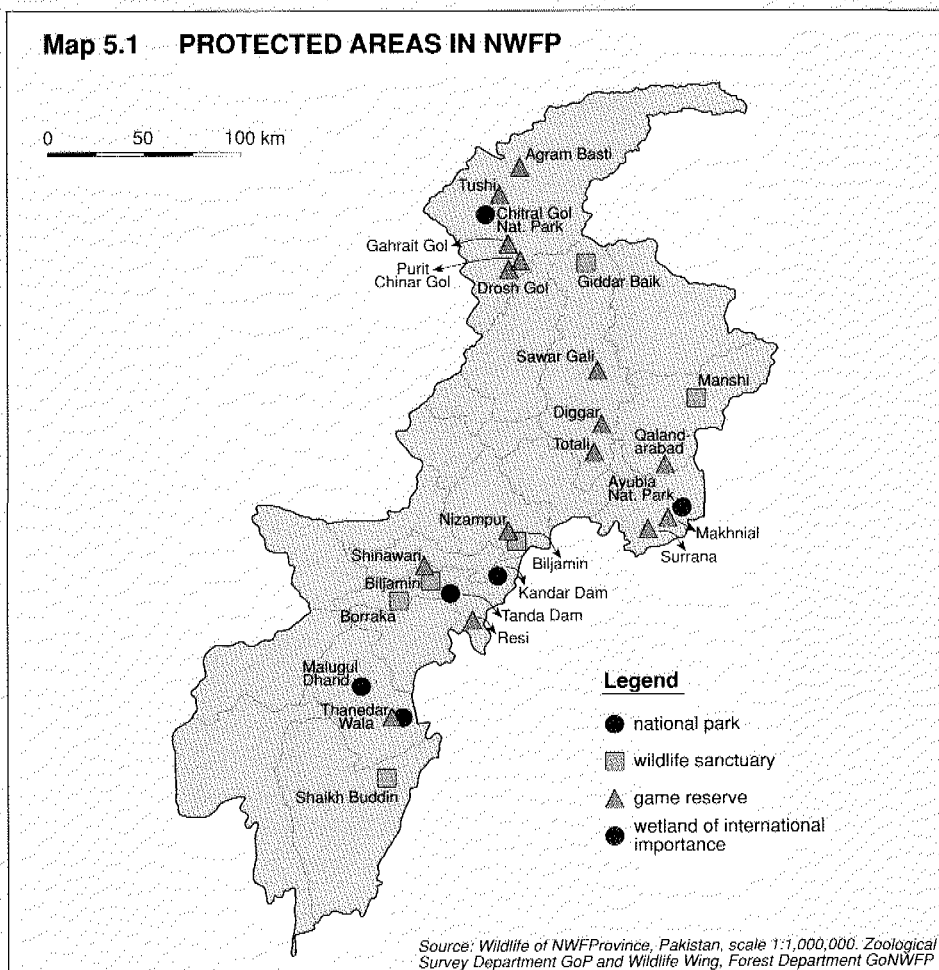 Map 5.1 PROTECTED AREAS IN NWFP
0 50 100 km
Agram Basti
Tushi
Chitral Gol
Nat. Park
Gahrait Gol
Purit
Chinar Gol
Drosh Gol
Giddar Baik
Sawar Gali
Manshi
Diggar
Totali
Qaland-
arabad
Ayubia
Nat. Park
Makhnial
Surrana
Nizampur
Biljamin
Shinawari
Biljamin
Kandar Dam
Borraka
Tanda Dam
Resi
Malugul
Dhand
Thanedar
Wala
Shaikh Buddin
Legend
national park
wildlife sanctuary
game reserve
wetland of international
importance
Source: Wildlife of NWFProvince, Pakistan, scale 1:1,000,000. Zoological
Survey Department GoP and Wildlife Wing, Forest Department GoNWFP